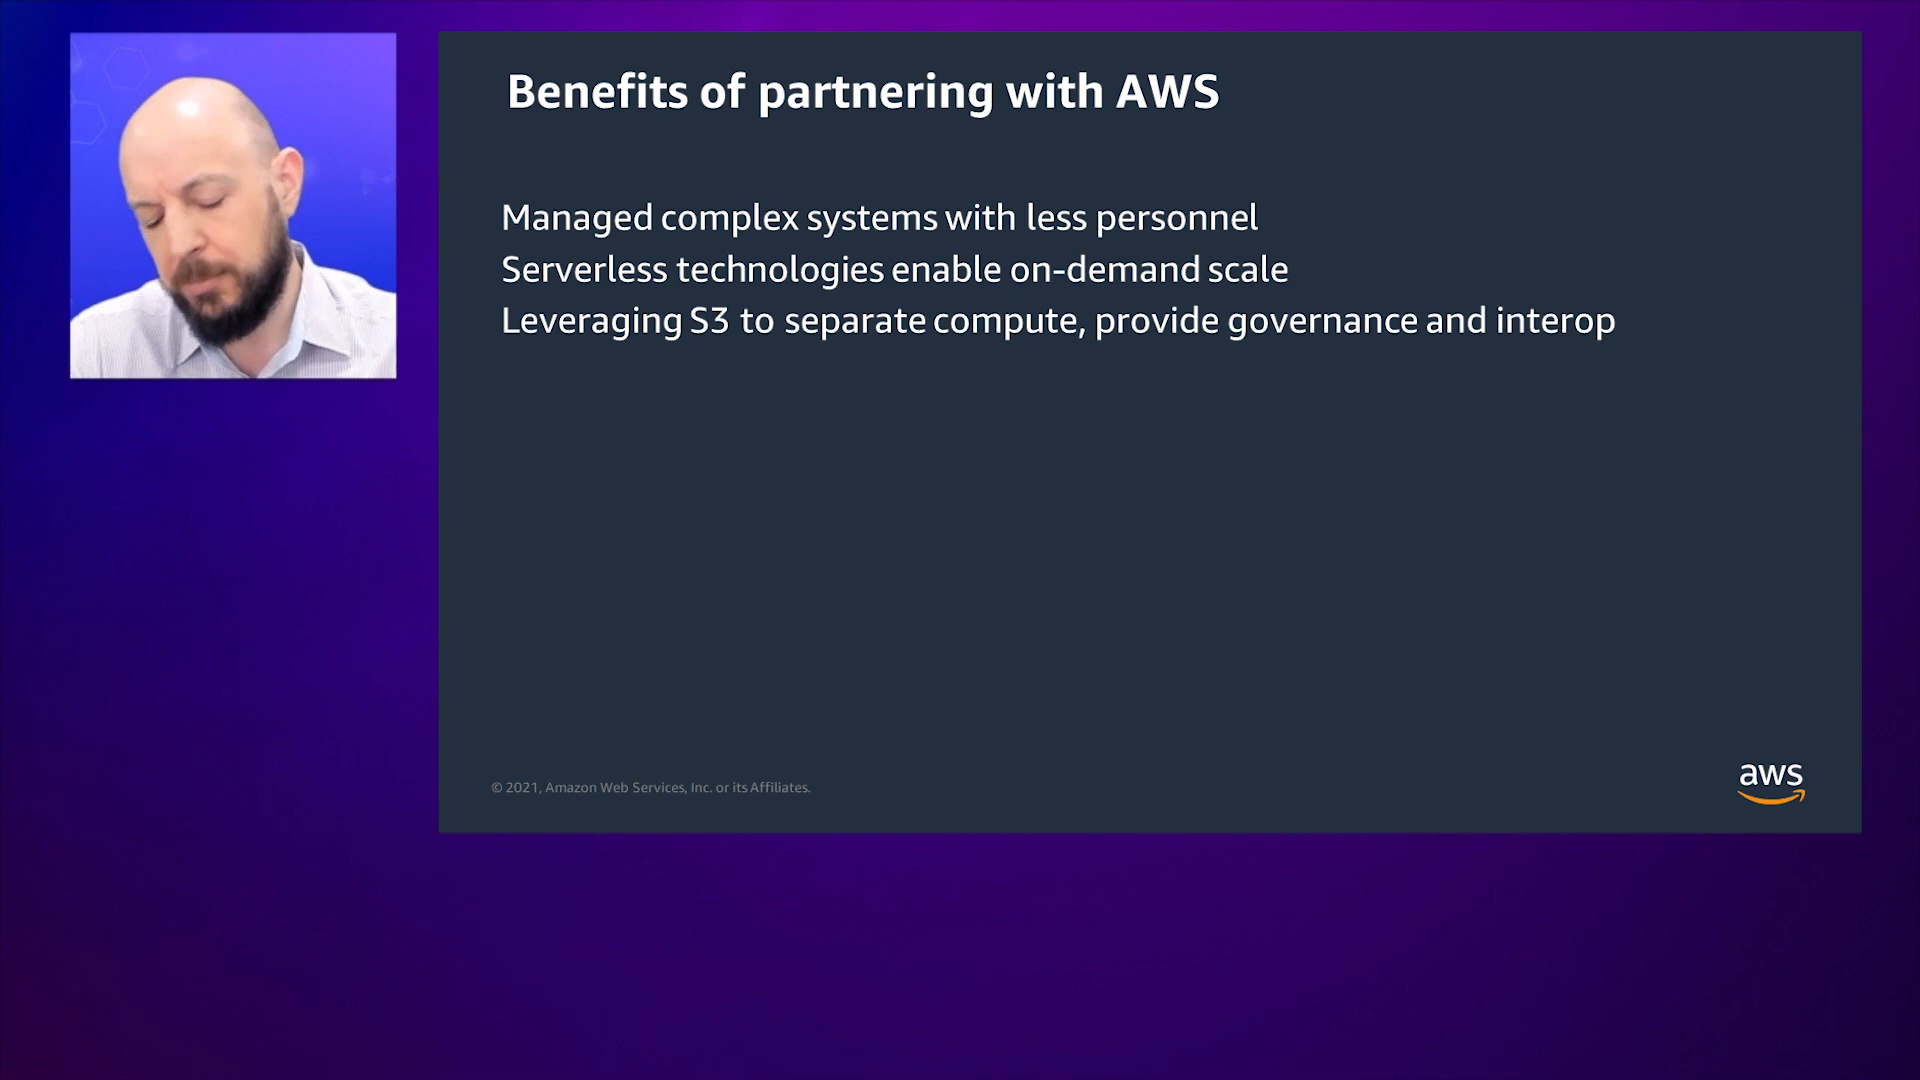 Benefits of partnering with AWS
Managed complex systems with less personnel
Serverless technologies enable on-demand scale
Leveraging S3 to separate compute, provide governance and interop
© 2021, Amazon Web Services, Inc. or its Affiliates.
aws